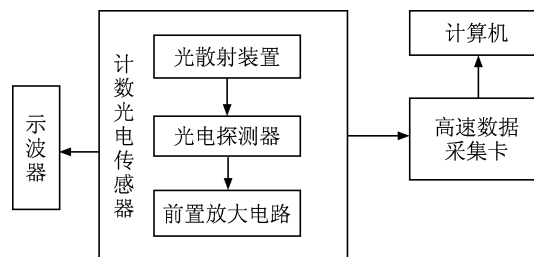 计算机
光散射装置
计数光电传感器
示波器
光电探测器
高速数据
采集卡
前置放大电路